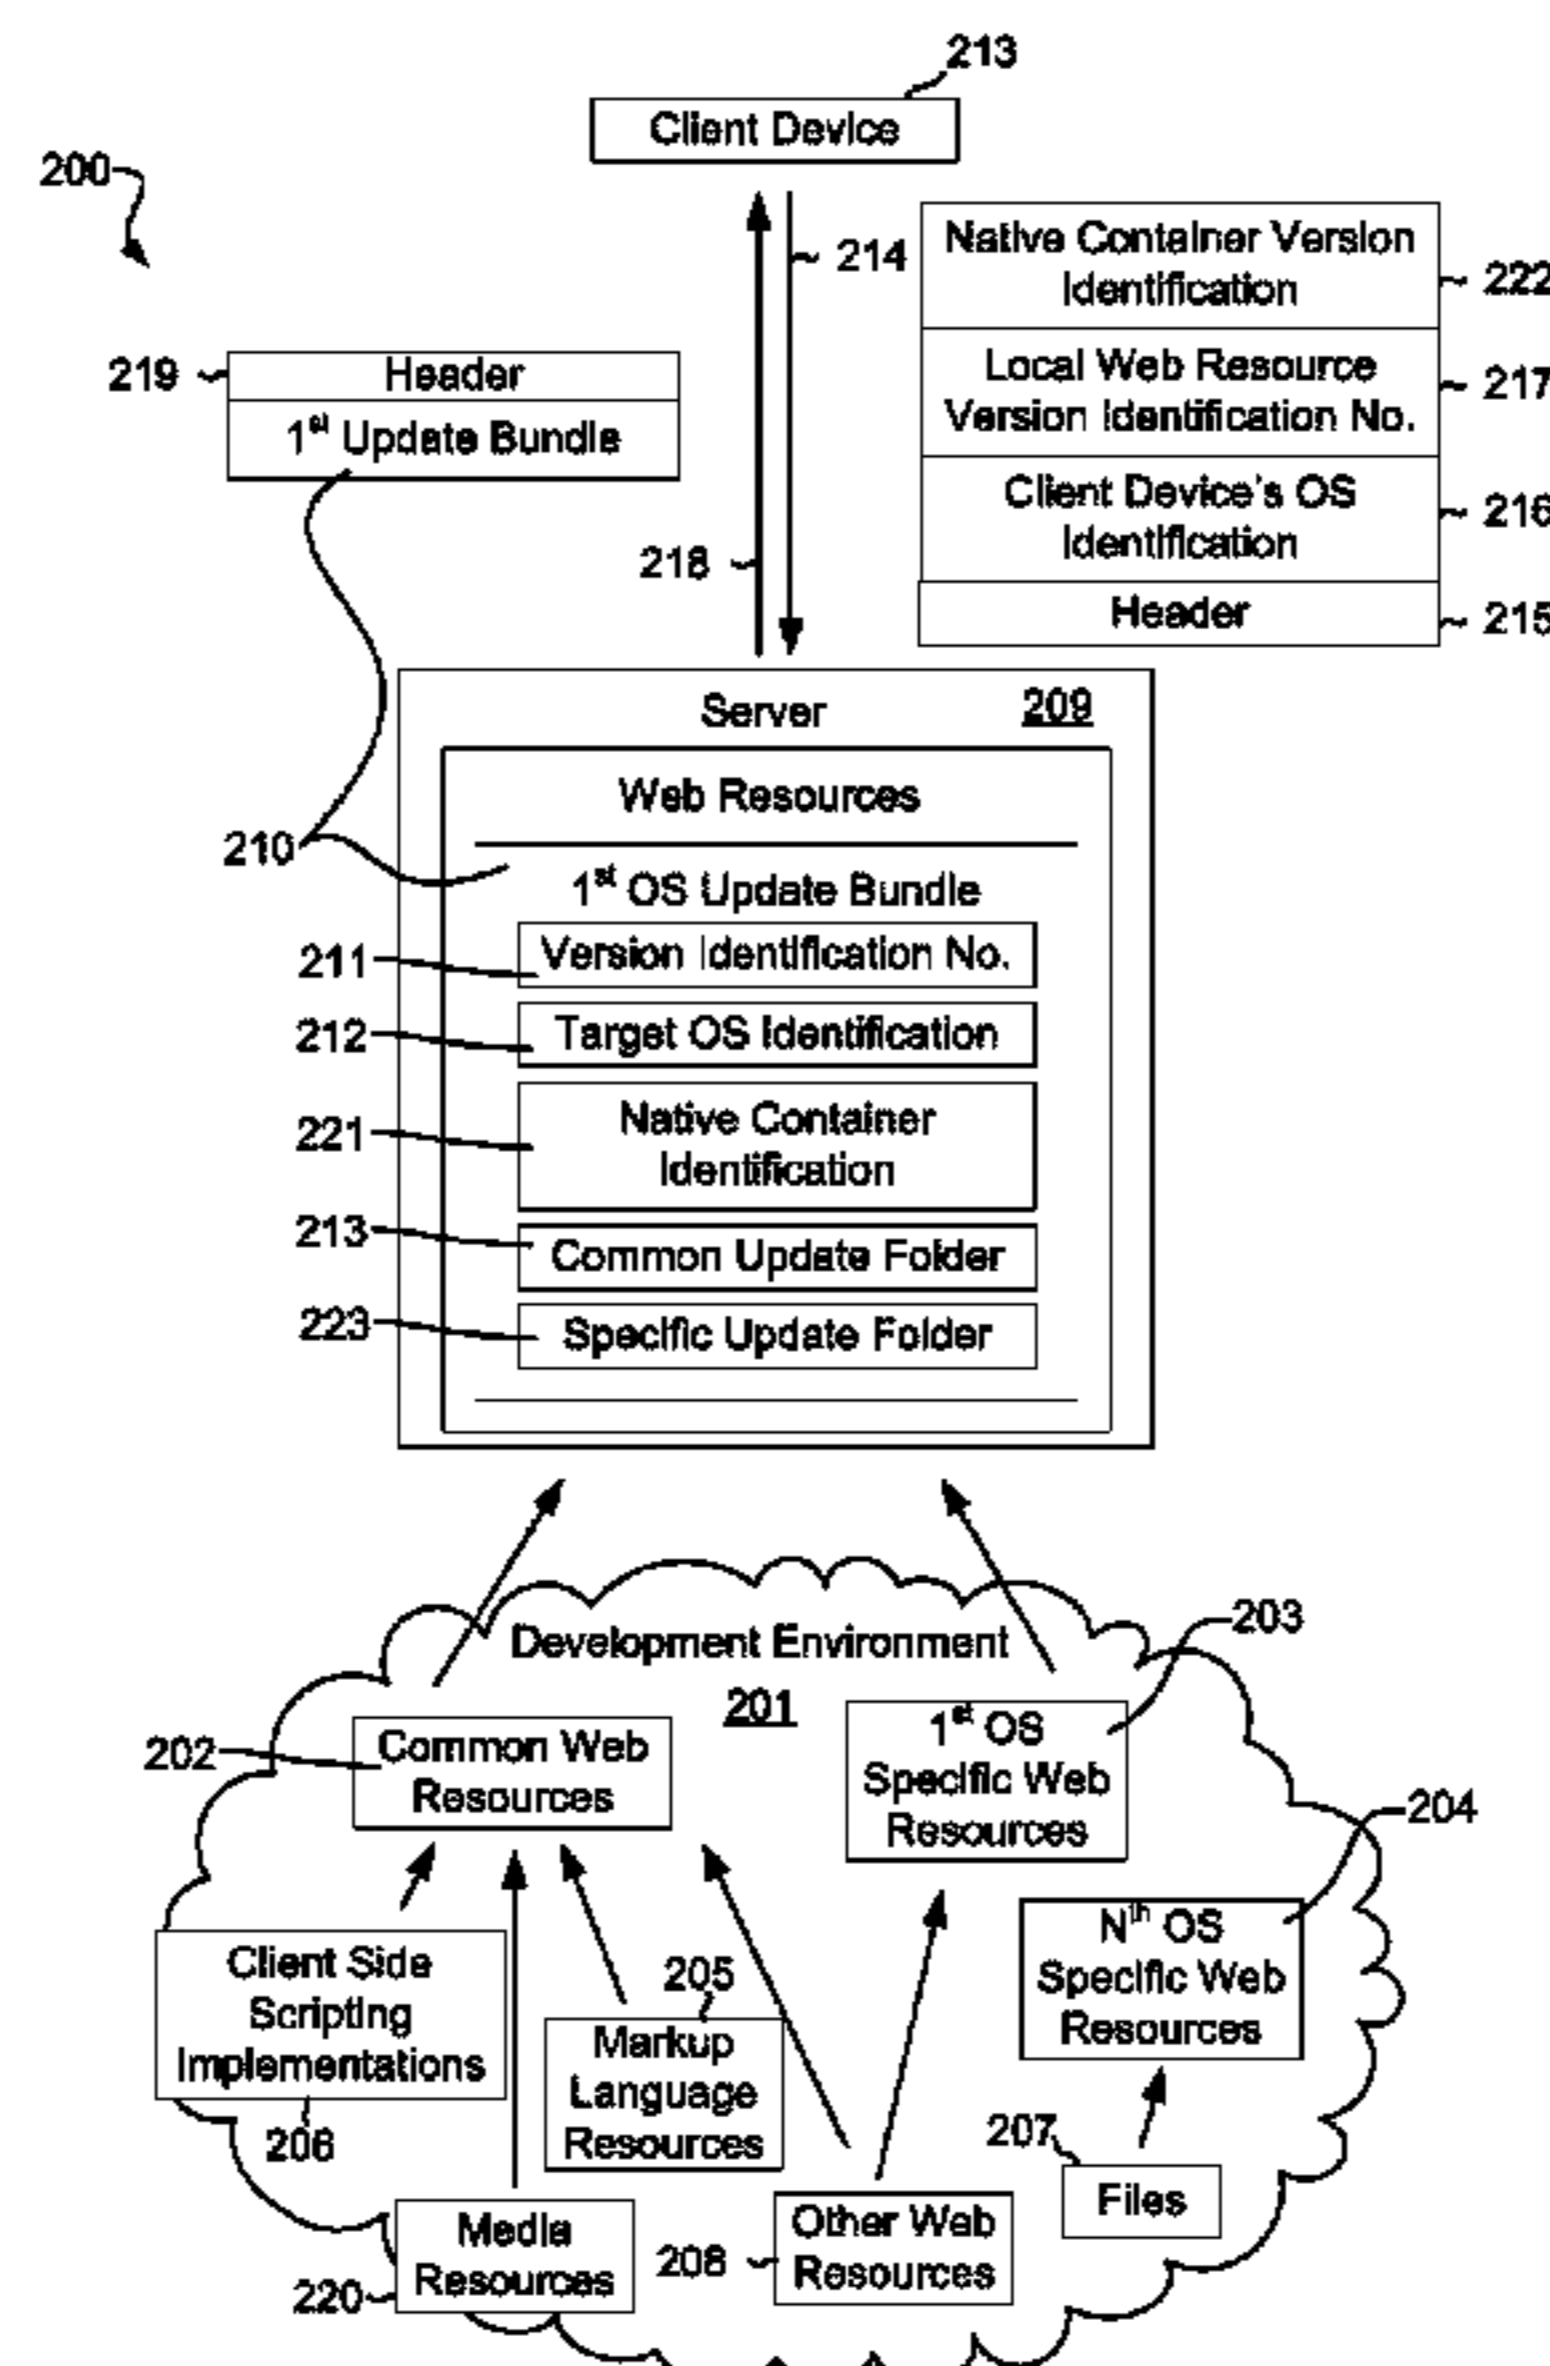 213
Client Device
200
214
Native Container Version
Identification
222
219
Header
1st Update Bundle
Local Web Resource
Version Identification No.
217
Client Device's OS
Identification
216
218
Header
215
Server
209
Web Resources
210
1st OS Update Bundle
211
Version Identification No.
212
Target OS Identification
221
Native Container
Identification
213
Common Update Folder
223
Specific Update Folder
Development Environment
201
203
202
Common Web
Resources
1st OS
Specific Web
Resources
204
Nth OS
Specific Web
Resources
Client Side
Scripting
Implementations
206
205
Markup
Language
Resources
207
Files
Media
Resources
220
208
Other Web
Resources